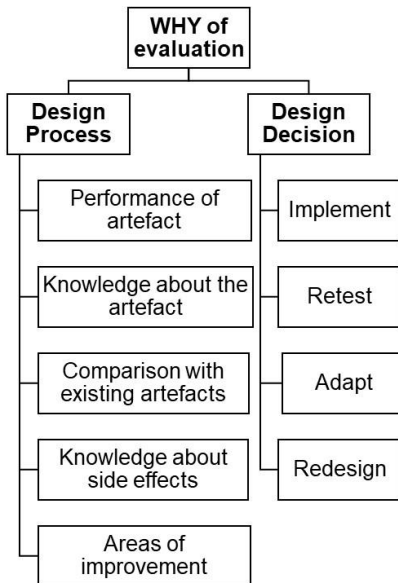 WHY of
evaluation
Design
Process
Design
Decision
Performance of
artefact
Knowledge about the
artefact
Comparison with
existing artefacts
Knowledge about
side effects
Areas of
improvement
Implement
Retest
Adapt
Redesign